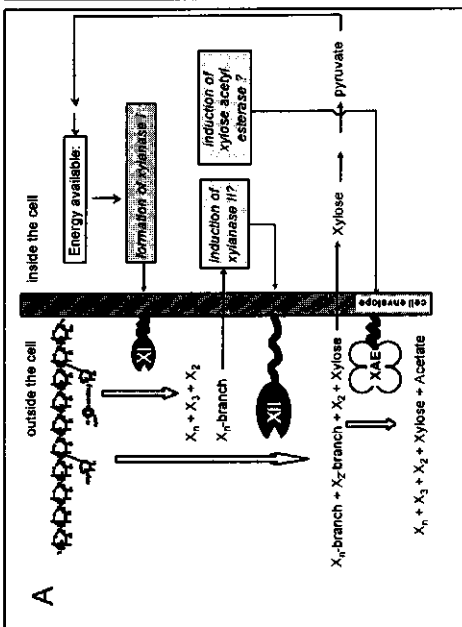 A
outside the cell
inside the cell
Energy available:
formation of xylanase I
induction of
xylanase II?
induction of
xylose acetyl
esterase ?
XI
Xn + X3 + X2
Xn-branch
XII
Xn-branch + X2-branch + X2 + Xylose
Xylose
pyruvate
cell envelope
XAE
Xn + X3 + X2 + Xylose + Acetate